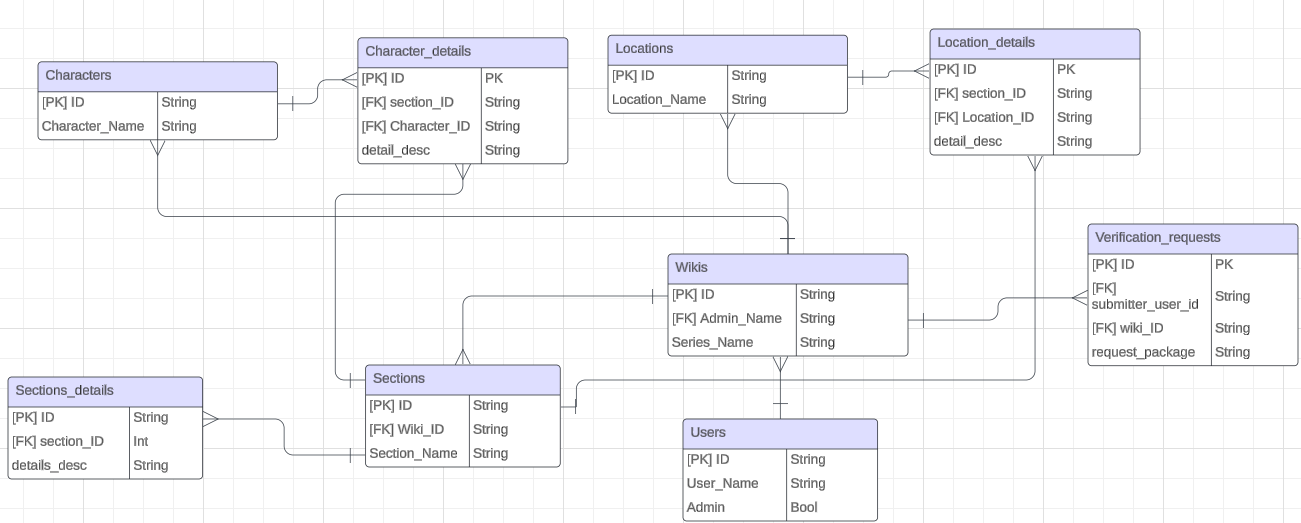 Characters
[PK] ID String
Character_Name String
Character_details
[PK] ID PK
[FK] section_ID String
[FK] Character_ID String
detail_desc String
Locations
[PK] ID String
Location_Name String
Location_details
[PK] ID PK
[FK] section_ID String
[FK] Location_ID String
detail_desc String
Verification_requests
[PK] ID PK
[FK]
submitter_user_id String
[FK] wiki_ID String
request_package String
Wikis
[PK] ID String
[FK] Admin_Name String
Series_Name String
Sections_details
[PK] ID String
[FK] section_ID Int
details_desc String
Sections
[PK] ID String
[FK] Wiki_ID String
Section_Name String
Users
[PK] ID String
User_Name String
Admin Bool